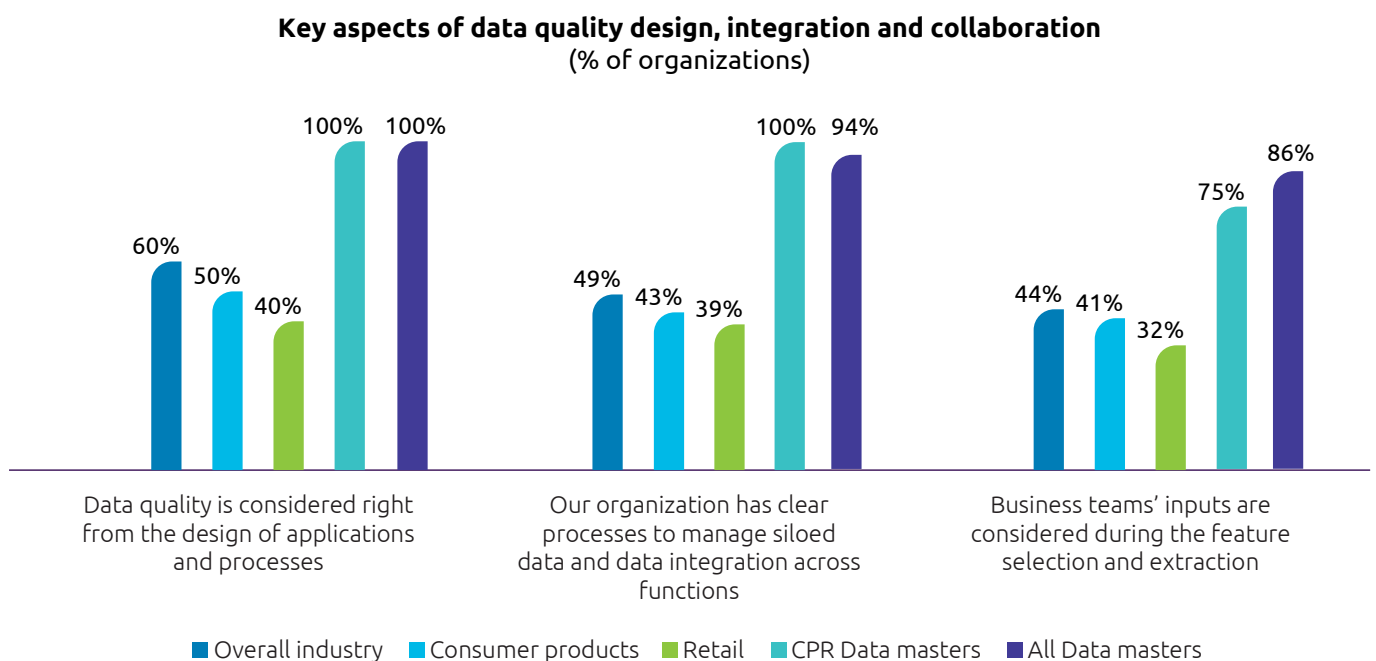 Key aspects of data quality design, integration and collaboration
(% of organizations)
100% 100%
60%
50%
40%
100% 94%
49%
43%
39%
86%
75%
44%
41%
32%
Data quality is considered right
from the design of applications
and processes
Our organization has clear
processes to manage siloed
data and data integration across
functions
Business teams’ inputs are
considered during the feature
selection and extraction
Overall industry Consumer products Retail CPR Data masters All Data masters